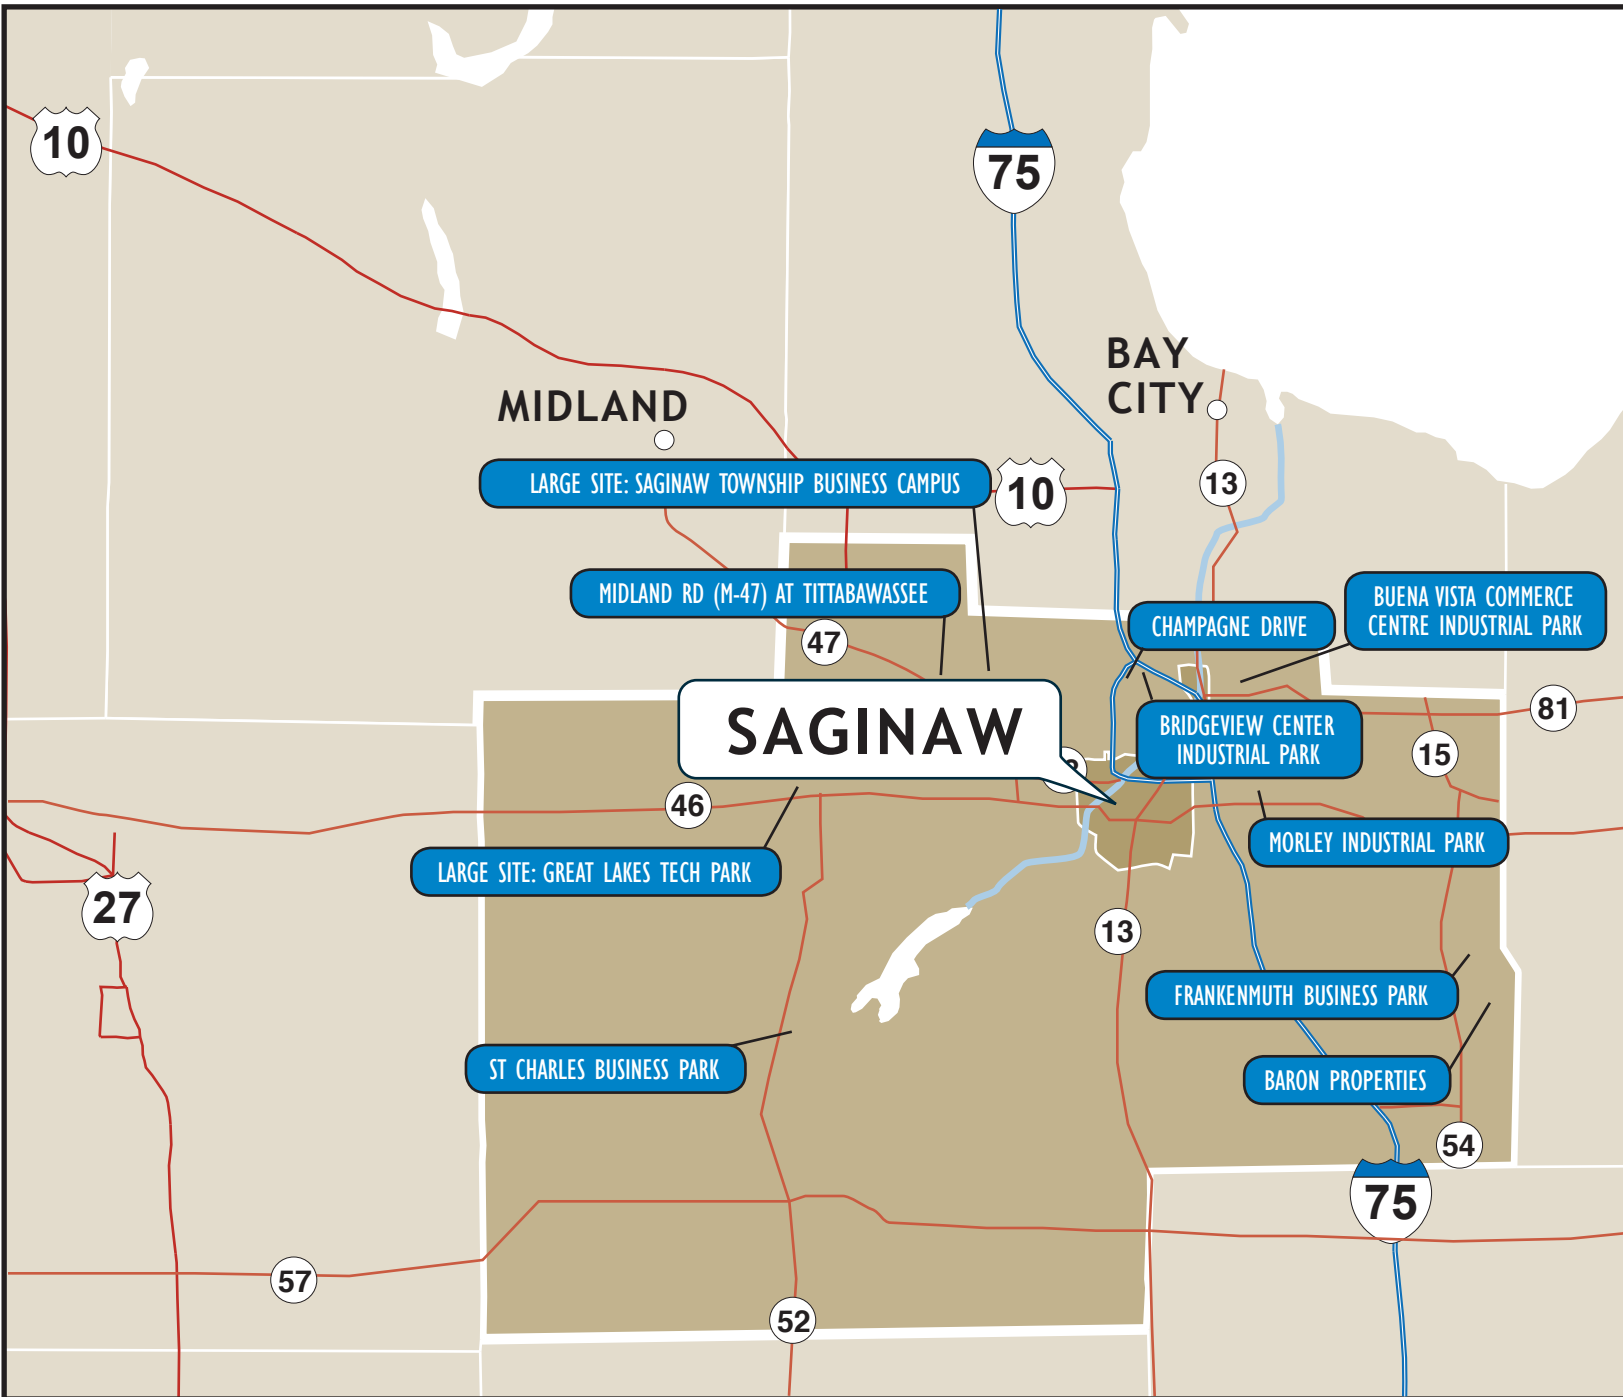 10
75
BAY
CITY
MIDLAND
LARGE SITE: SAGINAW TOWNSHIP BUSINESS CAMPUS
10
13
MIDLAND RD (M-47) AT TITTABAWASSEE
BUENA VISTA COMMERCE
CENTRE INDUSTRIAL PARK
CHAMPAGNE DRIVE
47
81
SAGINAW
BRIDGEVIEW CENTER
INDUSTRIAL PARK
15
46
MORLEY INDUSTRIAL PARK
LARGE SITE: GREAT LAKES TECH PARK
27
13
FRANKENMUTH BUSINESS PARK
ST CHARLES BUSINESS PARK
BARON PROPERTIES
54
75
57
52